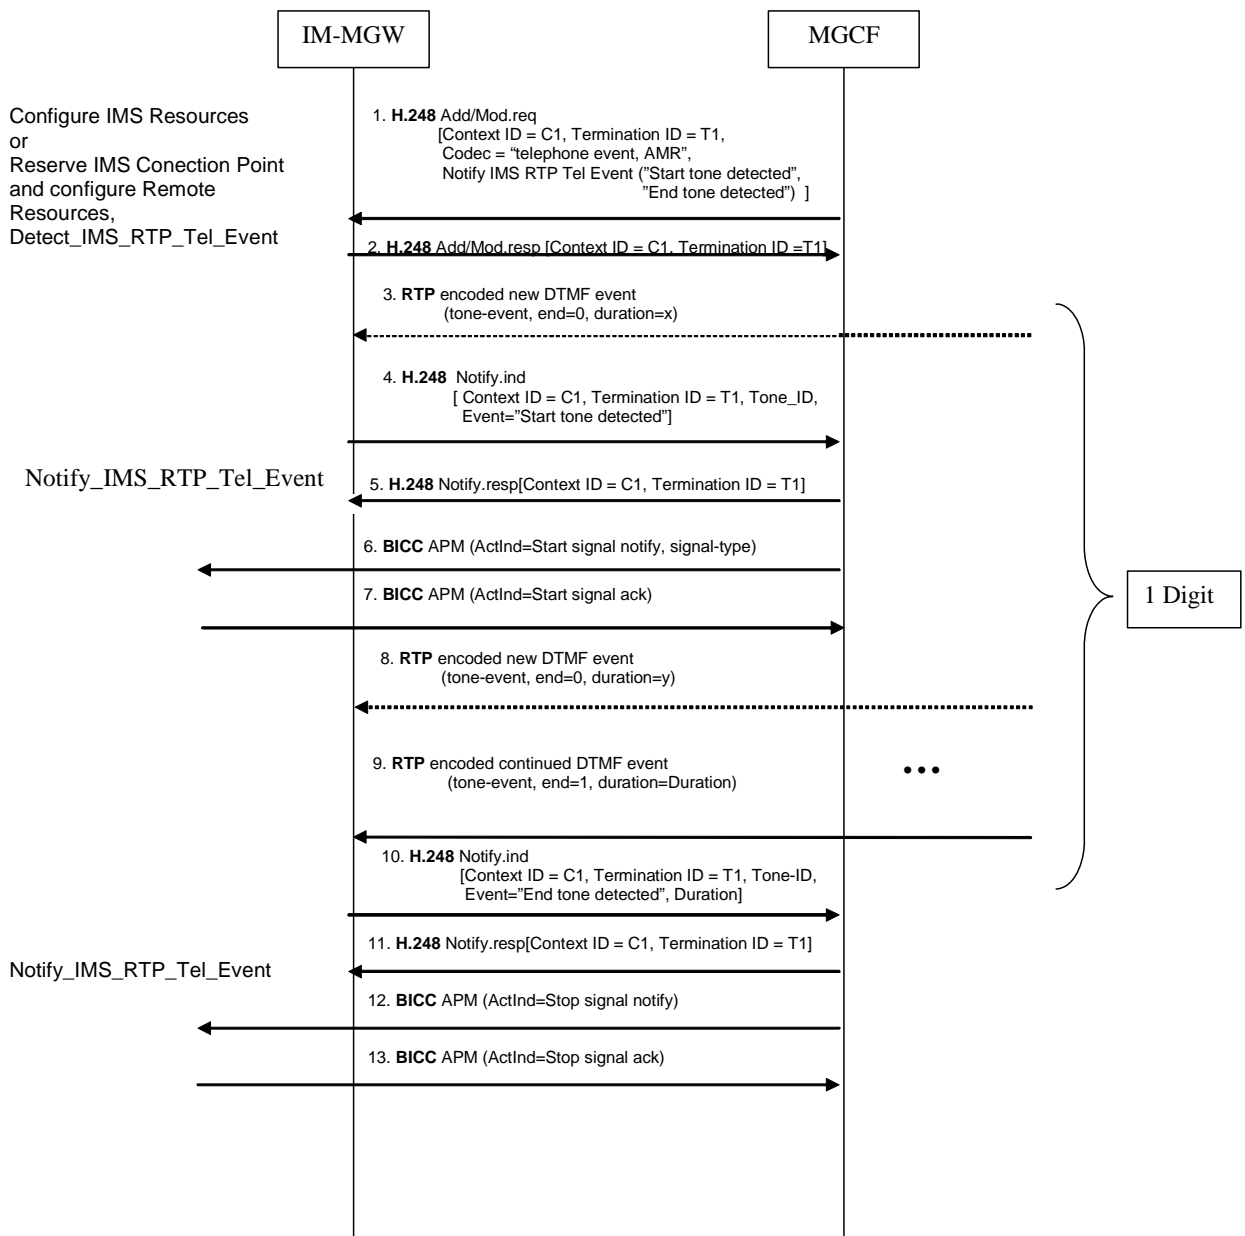 IM-MGW
MGCF
Configure IMS Resources
or
Reserve IMS Conection Point
and configure Remote
Resources,
Detect_IMS_RTP_Tel_Event
1. H.248 Add/Mod.req
[Context ID = C1, Termination ID = T1,
Codec = “telephone event, AMR”,
Notify IMS RTP Tel Event (”Start tone detected”,
”End tone detected”) ]
2. H.248 Add/Mod.resp [Context ID = C1, Termination ID =T1]
3. RTP encoded new DTMF event
(tone-event, end=0, duration=x)
4. H.248 Notify.ind
[ Context ID = C1, Termination ID = T1, Tone_ID,
Event=”Start tone detected”]
Notify_IMS_RTP_Tel_Event
5. H.248 Notify.resp[Context ID = C1, Termination ID = T1]
6. BICC APM (ActInd=Start signal notify, signal-type)
7. BICC APM (ActInd=Start signal ack)
1 Digit
8. RTP encoded new DTMF event
(tone-event, end=0, duration=y)
9. RTP encoded continued DTMF event
(tone-event, end=1, duration=Duration)
...
10. H.248 Notify.ind
[Context ID = C1, Termination ID = T1, Tone-ID,
Event=”End tone detected”, Duration]
11. H.248 Notify.resp[Context ID = C1, Termination ID = T1]
Notify_IMS_RTP_Tel_Event
12. BICC APM (ActInd=Stop signal notify)
13. BICC APM (ActInd=Stop signal ack)